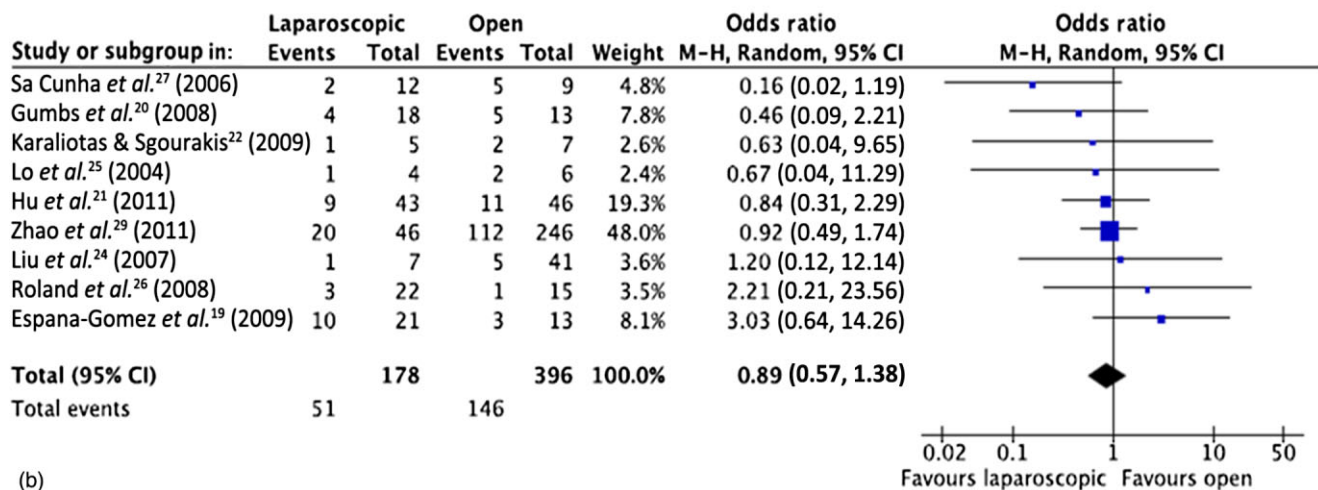 Laparoscopic Open Odds ratio Odds ratio
Study or subgroup in: Events Total Events Total Weight M-H, Random, 95% CI M-H, Random, 95% CI
Sa Cunha et al.²⁷ (2006) 2 12 5 9 4.8% 0.16 (0.02, 1.19)
Gumbs et al.²⁰ (2008) 4 18 5 13 7.8% 0.46 (0.09, 2.21)
Karaliotas & Sgourakis²² (2009) 1 5 2 7 2.6% 0.63 (0.04, 9.65)
Lo et al.²⁵ (2004) 1 4 2 6 2.4% 0.67 (0.04, 11.29)
Hu et al.²¹ (2011) 9 43 11 46 19.3% 0.84 (0.31, 2.29)
Zhao et al.²⁹ (2011) 20 46 112 246 48.0% 0.92 (0.49, 1.74)
Liu et al.²⁴ (2007) 1 7 5 41 3.6% 1.20 (0.12, 12.14)
Roland et al.²⁶ (2008) 3 22 1 15 3.5% 2.21 (0.21, 23.56)
Espana-Gomez et al.¹⁹ (2009) 10 21 3 13 8.1% 3.03 (0.64, 14.26)
Total (95% CI) 178 396 100.0% 0.89 (0.57, 1.38)
Total events 51 146
0.02 0.1 1 10 50
Favours laparoscopic Favours open
(b)